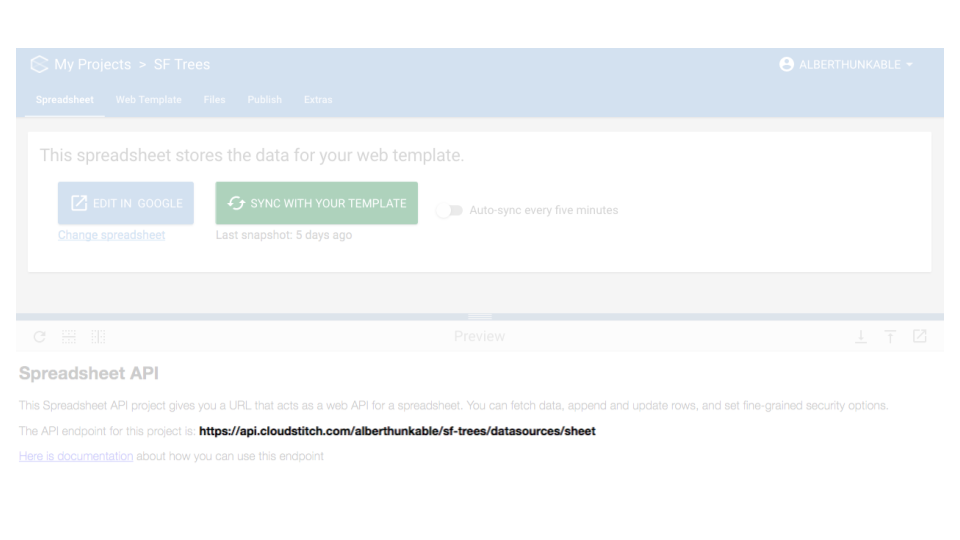 My Projects > SF Trees
ALBERTHUNKABLE
Spreadsheet Web Template Files Publish Extras
This spreadsheet stores the data for your web template.
EDIT IN GOOGLE
SYNC WITH YOUR TEMPLATE
Auto-sync every five minutes
Change spreadsheet
Last snapshot: 5 days ago
Preview
Spreadsheet API
This Spreadsheet API project gives you a URL that acts as a web API for a spreadsheet. You can fetch data, append and update rows, and set fine-grained security options.
The API endpoint for this project is: https://api.cloudstitch.com/alberthunkable/sf-trees/datasources/sheet
Here is documentation about how you can use this endpoint